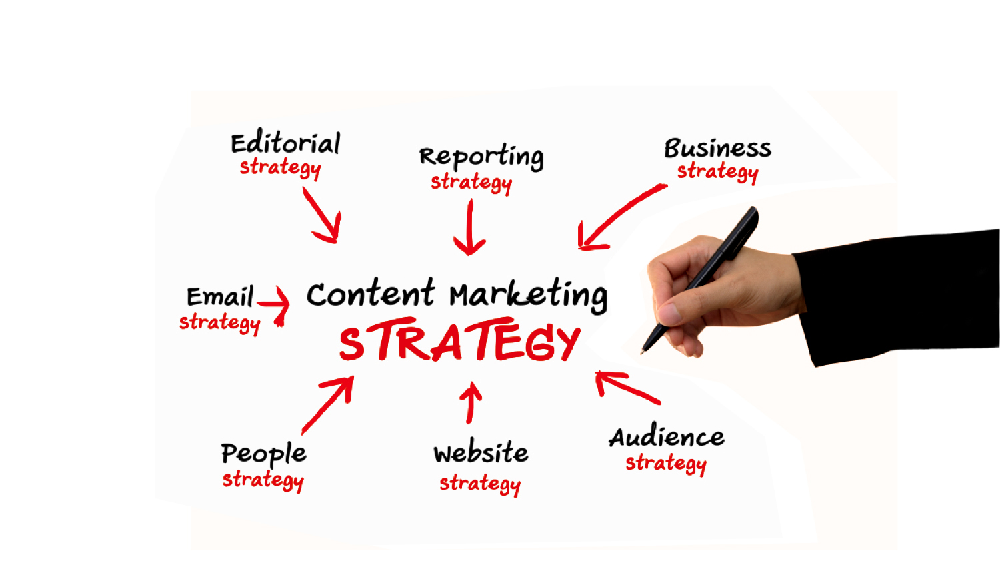 Editorial
strategy
Reporting
strategy
Business
strategy
Email
strategy
Content Marketing
STRATEGY
People
strategy
Website
strategy
Audience
strategy